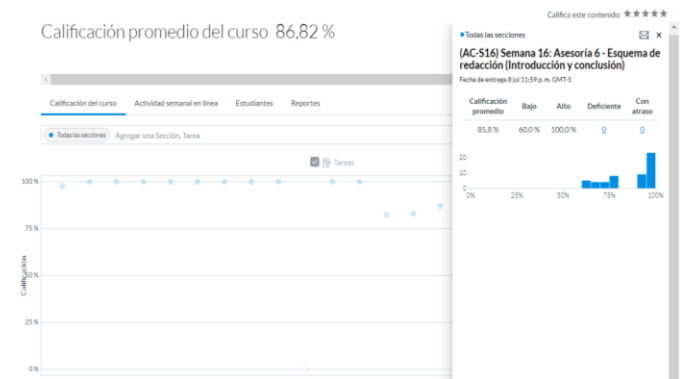 Califica este contenido: ★★★★★
Calificación promedio del curso 86,82 %
Calificación del curso Actividad semanal en línea Estudiantes Reportes
Todas las secciones Agregar una Sección, Tarea
Tareas
100 %
75 %
50 %
25 %
0 %
Calificación
Todas las secciones
(AC-S16) Semana 16: Asesoría 6 - Esquema de
redacción (Introducción y conclusión)
Fecha de entrega 8 jul 11:59 p. m. GMT-5
Calificación promedio Bajo Alto Deficiente Con atraso
85,8 % 60,0 % 100,0 % 0 0
20
10
0
0% 25% 50% 75% 100%